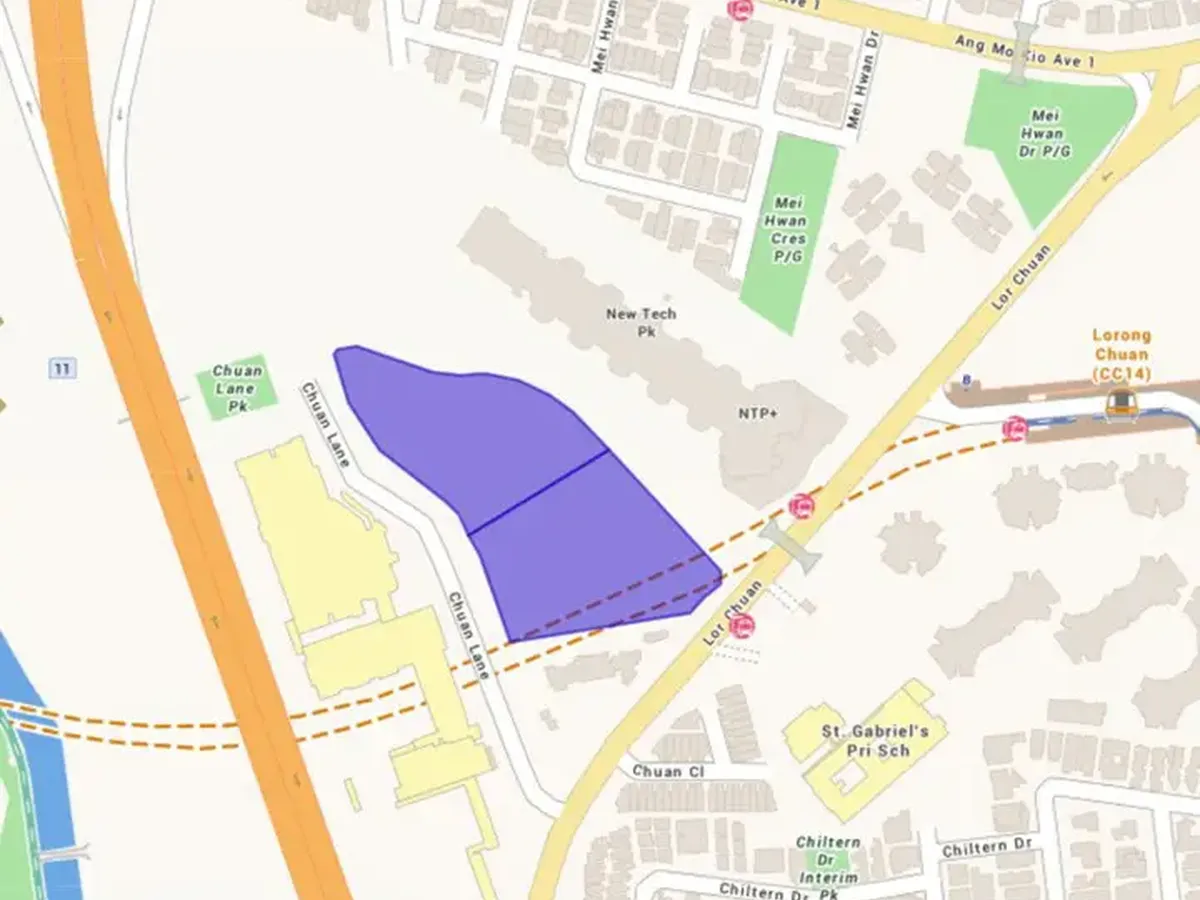 Ave 1
Mei Hwan
Ang Mo Kio Ave 1
Mei Hwan Dr
Mei
Hwan
Dr P/G
Mei
Hwan
Cres
P/G
Lor Chuan
New Tech
Pk
Lorong
Chuan
(CC14)
11
Chuan
Lane
Pk
B
Chuan Lane
NTP+
Chuan Lane
Lor Chuan
St. Gabriel's
Pri Sch
Chuan Cl
Chiltern
Dr
Interim
Pk
Chiltern Dr
Chiltern Dr